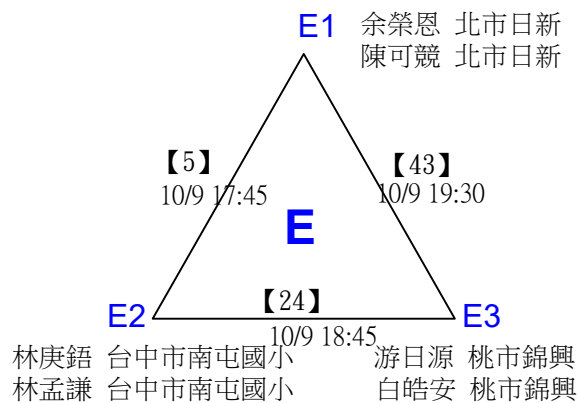 E1
余榮恩 北市日新
陳可競 北市日新
【5】
10/9 17:45
【43】
10/9 19:30
E
【24】
10/9 18:45
E2
E3
林庚鋙 台中市南屯國小
林孟謙 台中市南屯國小
游日源 桃市錦興
白皓安 桃市錦興